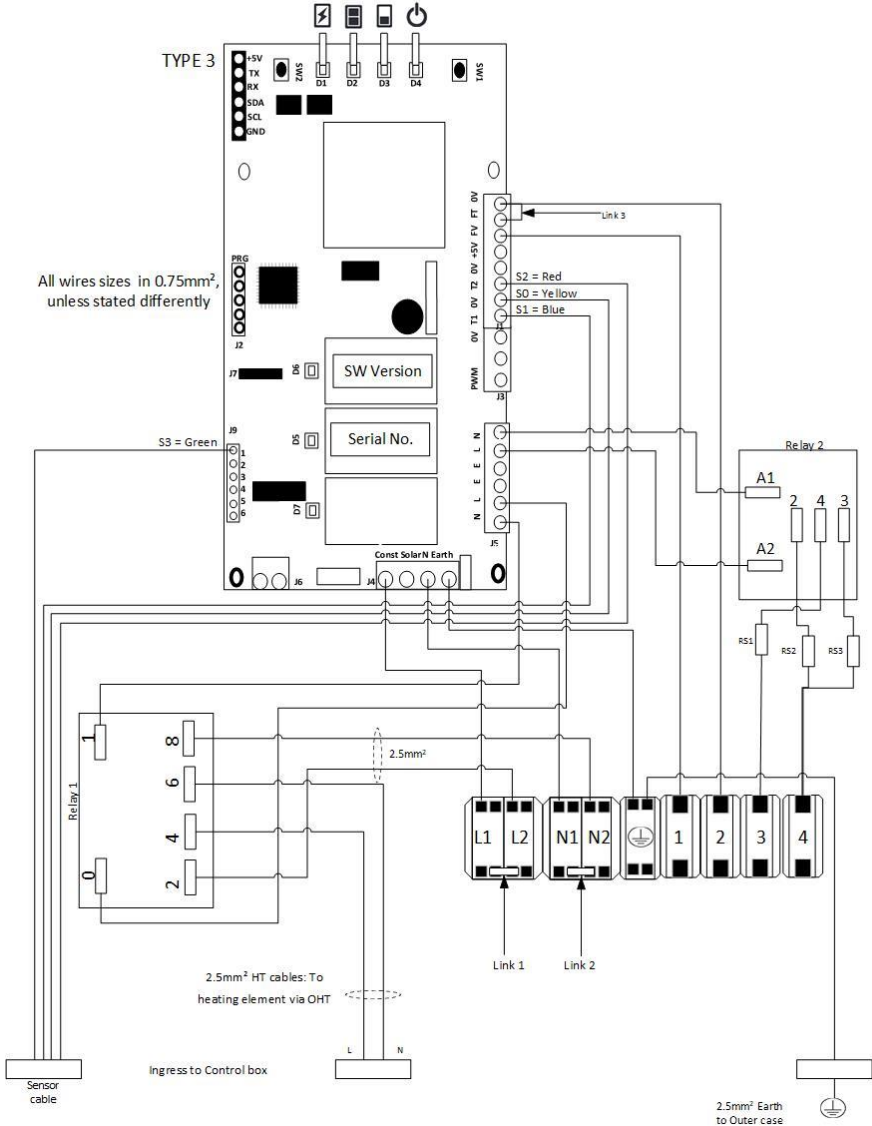 TYPE 3
+5V
TX
RX
SDA
SCL
GND
SW2
D1
D2
D3
D4
SW1
0V
FT
FV
+5V
0V
T2
0V
T1
J1
Link 3
S2 = Red
S0 = Yellow
S1 = Blue
All wires sizes in 0.75mm²,
unless stated differently
PRG
J2
0V
PWM
J3
J7
D6
SW Version
J9
S3 = Green
1
2
3
4
5
6
D5
Serial No.
D7
N
L
E
E
L
N
J5
Relay 2
A1
2
4
3
A2
Const Solar N Earth
J6
J4
RS1
RS2
RS3
Relay 1
1
8
6
4
0
2
2.5mm²
L1
L2
N1
N2
1
2
3
4
Link 1
Link 2
2.5mm² HT cables: To
heating element via OHT
L
N
Ingress to Control box
Sensor
cable
2.5mm² Earth
to Outer case